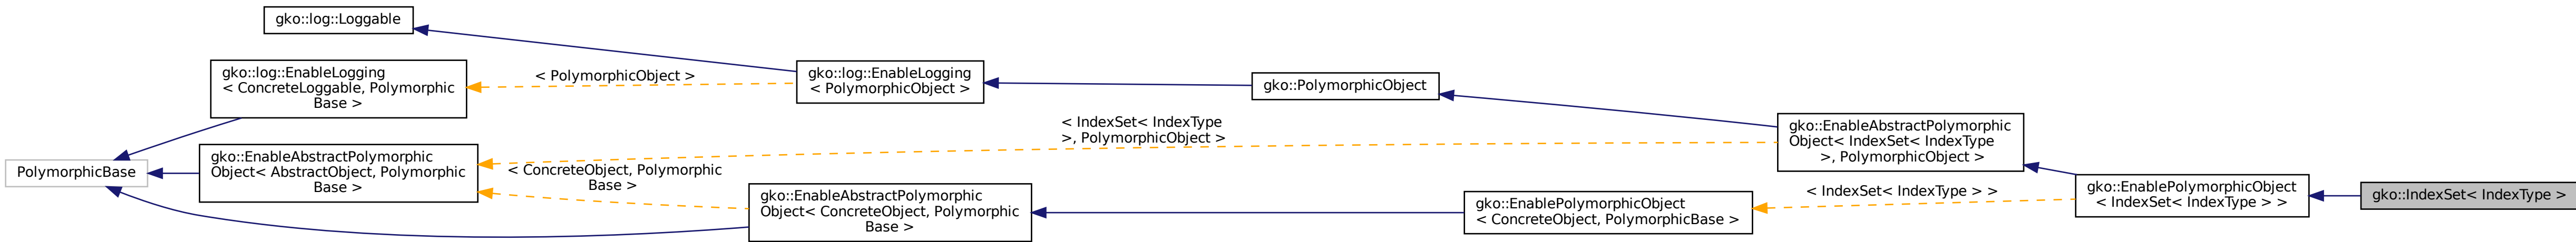 gko::log::Loggable
gko::log::EnableLogging
< ConcreteLoggable, Polymorphic
Base >
< PolymorphicObject >
gko::log::EnableLogging
< PolymorphicObject >
gko::PolymorphicObject
PolymorphicBase
gko::EnableAbstractPolymorphic
Object< AbstractObject, Polymorphic
Base >
< IndexSet< IndexType
>, PolymorphicObject >
gko::EnableAbstractPolymorphic
Object< IndexSet< IndexType
>, PolymorphicObject >
< ConcreteObject, Polymorphic
Base >
gko::EnableAbstractPolymorphic
Object< ConcreteObject, Polymorphic
Base >
gko::EnablePolymorphicObject
< ConcreteObject, PolymorphicBase >
< IndexSet< IndexType > >
gko::EnablePolymorphicObject
< IndexSet< IndexType > >
gko::IndexSet< IndexType >